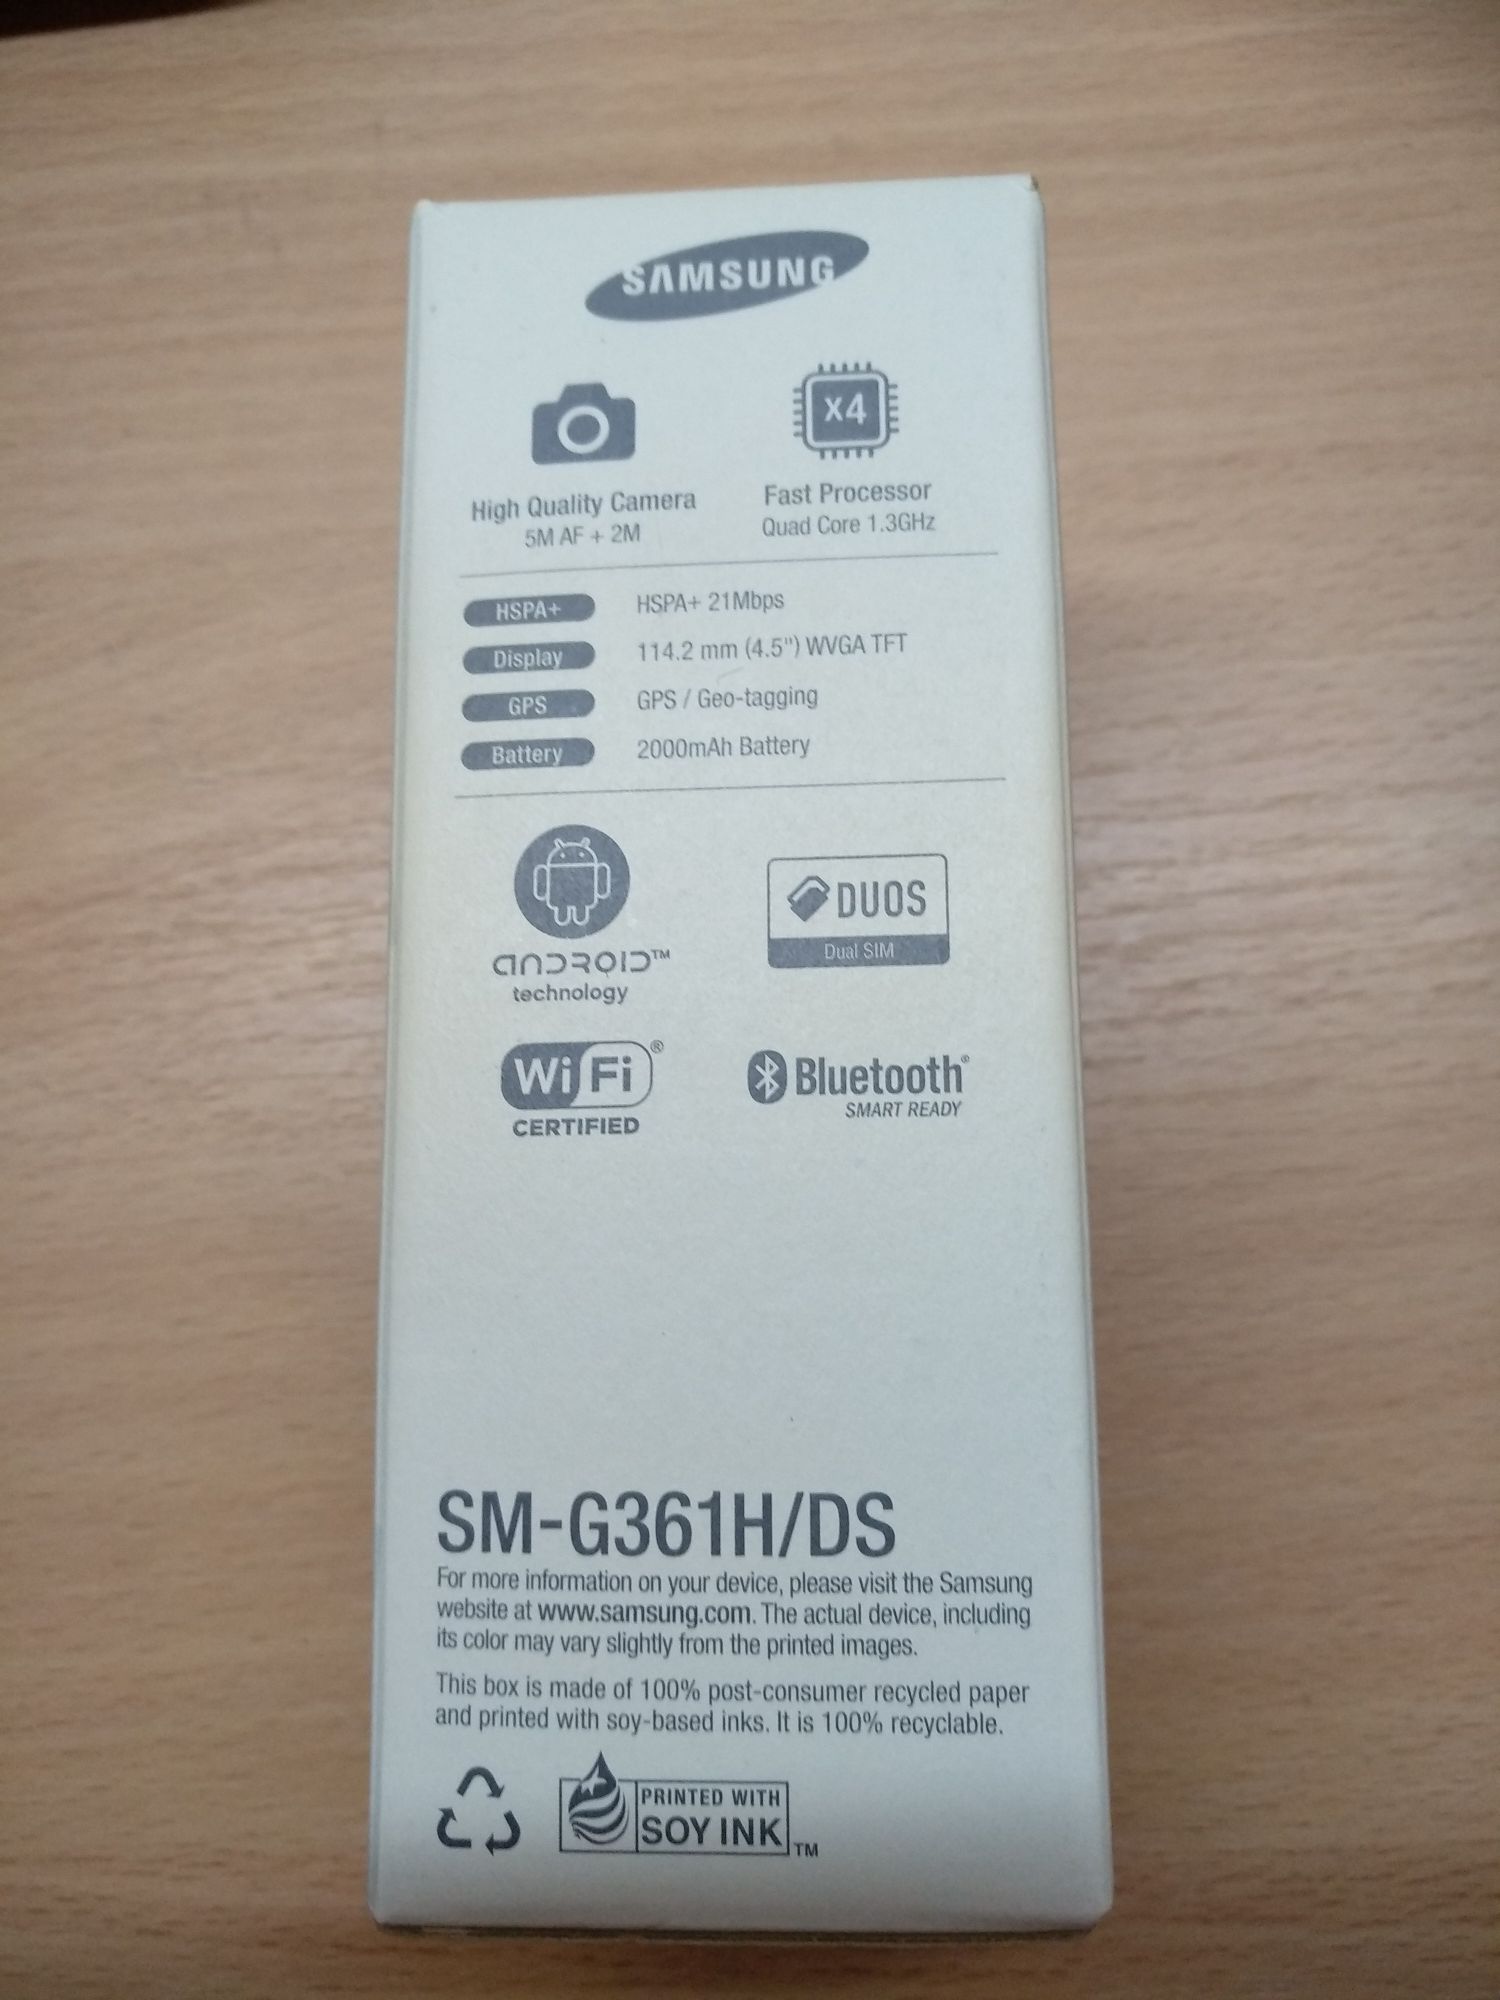 SAMSUNG
X4
High Quality Camera
5M AF + 2M
Fast Processor
Quad Core 1.3GHz
HSPA+ HSPA+ 21Mbps
Display 114.2 mm (4.5") WVGA TFT
GPS GPS / Geo-tagging
Battery 2000mAh Battery
ANDROID™
technology
DUOS
Dual SIM
Wi Fi®
CERTIFIED
Bluetooth®
SMART READY
SM-G361H/DS
For more information on your device, please visit the Samsung
website at www.samsung.com. The actual device, including
its color may vary slightly from the printed images.
This box is made of 100% post-consumer recycled paper
and printed with soy-based inks. It is 100% recyclable.
PRINTED WITH
SOY INK ™